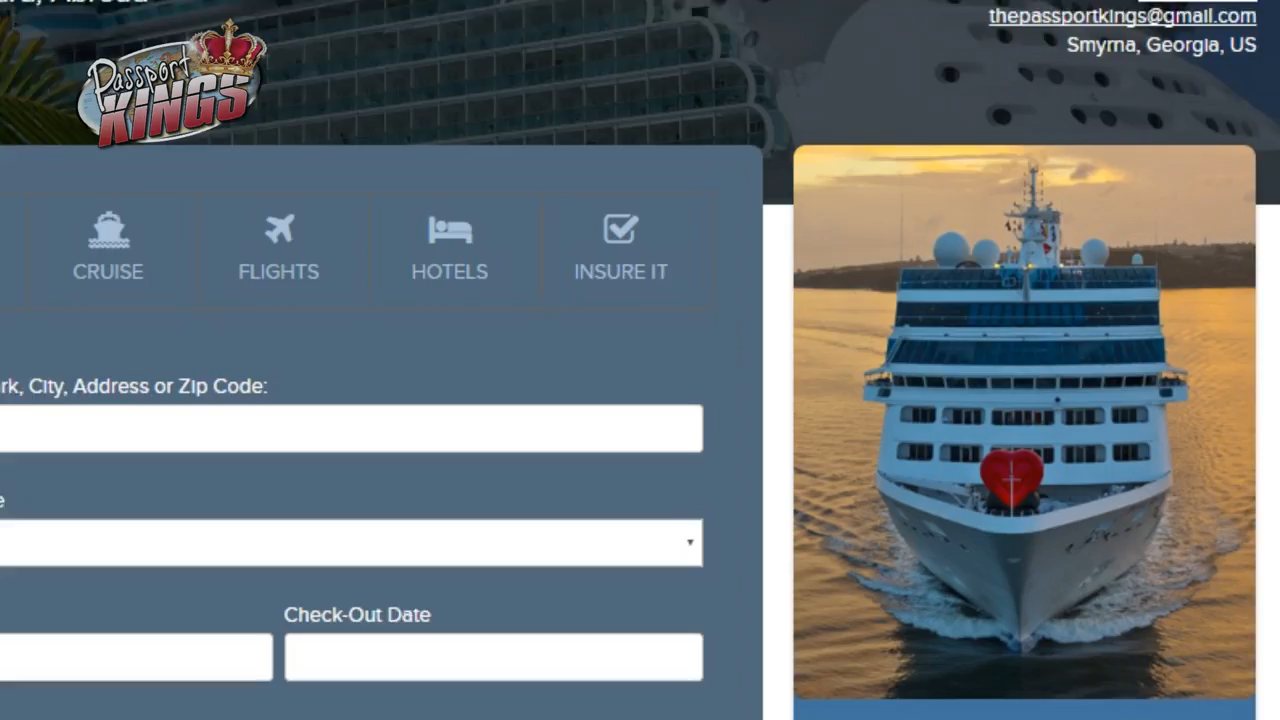 Abroad
thepassportkings@gmail.com
Smyrna, Georgia, US
Passport
KINGS
CRUISE
FLIGHTS
HOTELS
INSURE IT
City, Address or Zip Code:
Check-Out Date